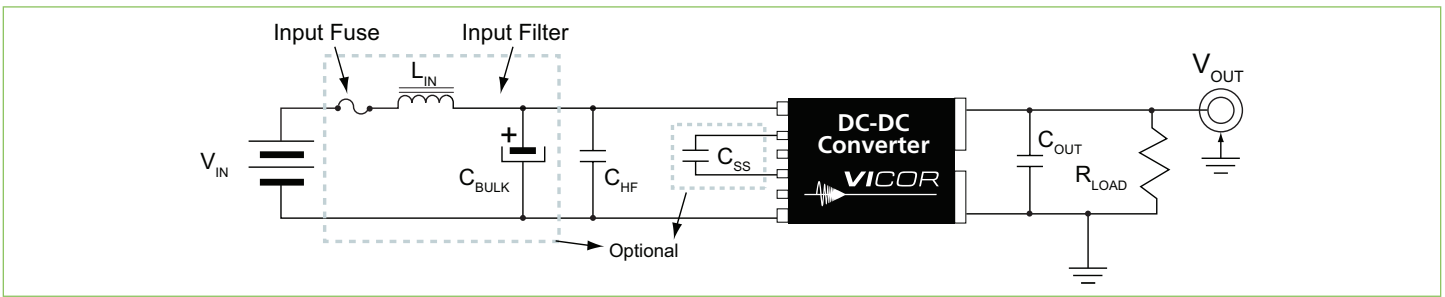 Input Fuse
Input Filter
LIN
VIN
CBULK
CHF
CSS
Optional
DC-DC
Converter
VICOR
COUT
RLOAD
VOUT